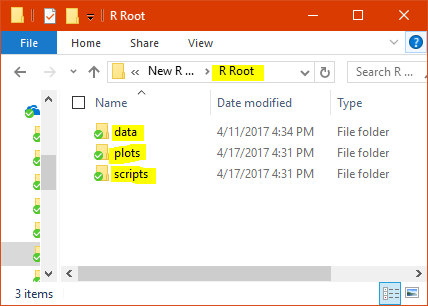 R Root
File Home Share View
New R ... R Root Search R ...
Name Date modified Type
data 4/11/2017 4:34 PM File folder
plots 4/17/2017 4:31 PM File folder
scripts 4/17/2017 4:31 PM File folder
3 items